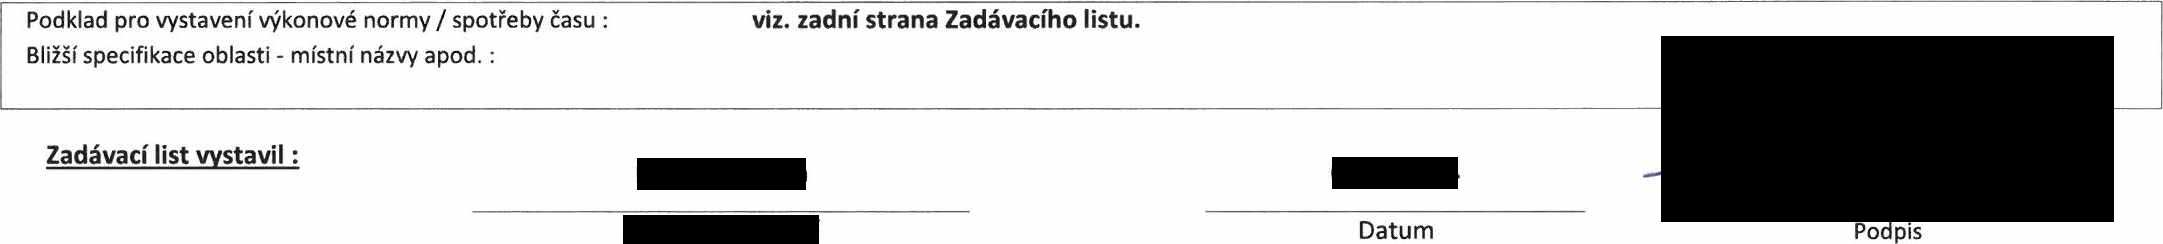 Podklad pro vystavení výkonové normy / spotřeby času : viz. zadní strana Zadávacího listu.
Bližší specifikace oblasti - místní názvy apod. :
Zadávací list vystavil :
Datum Podpis